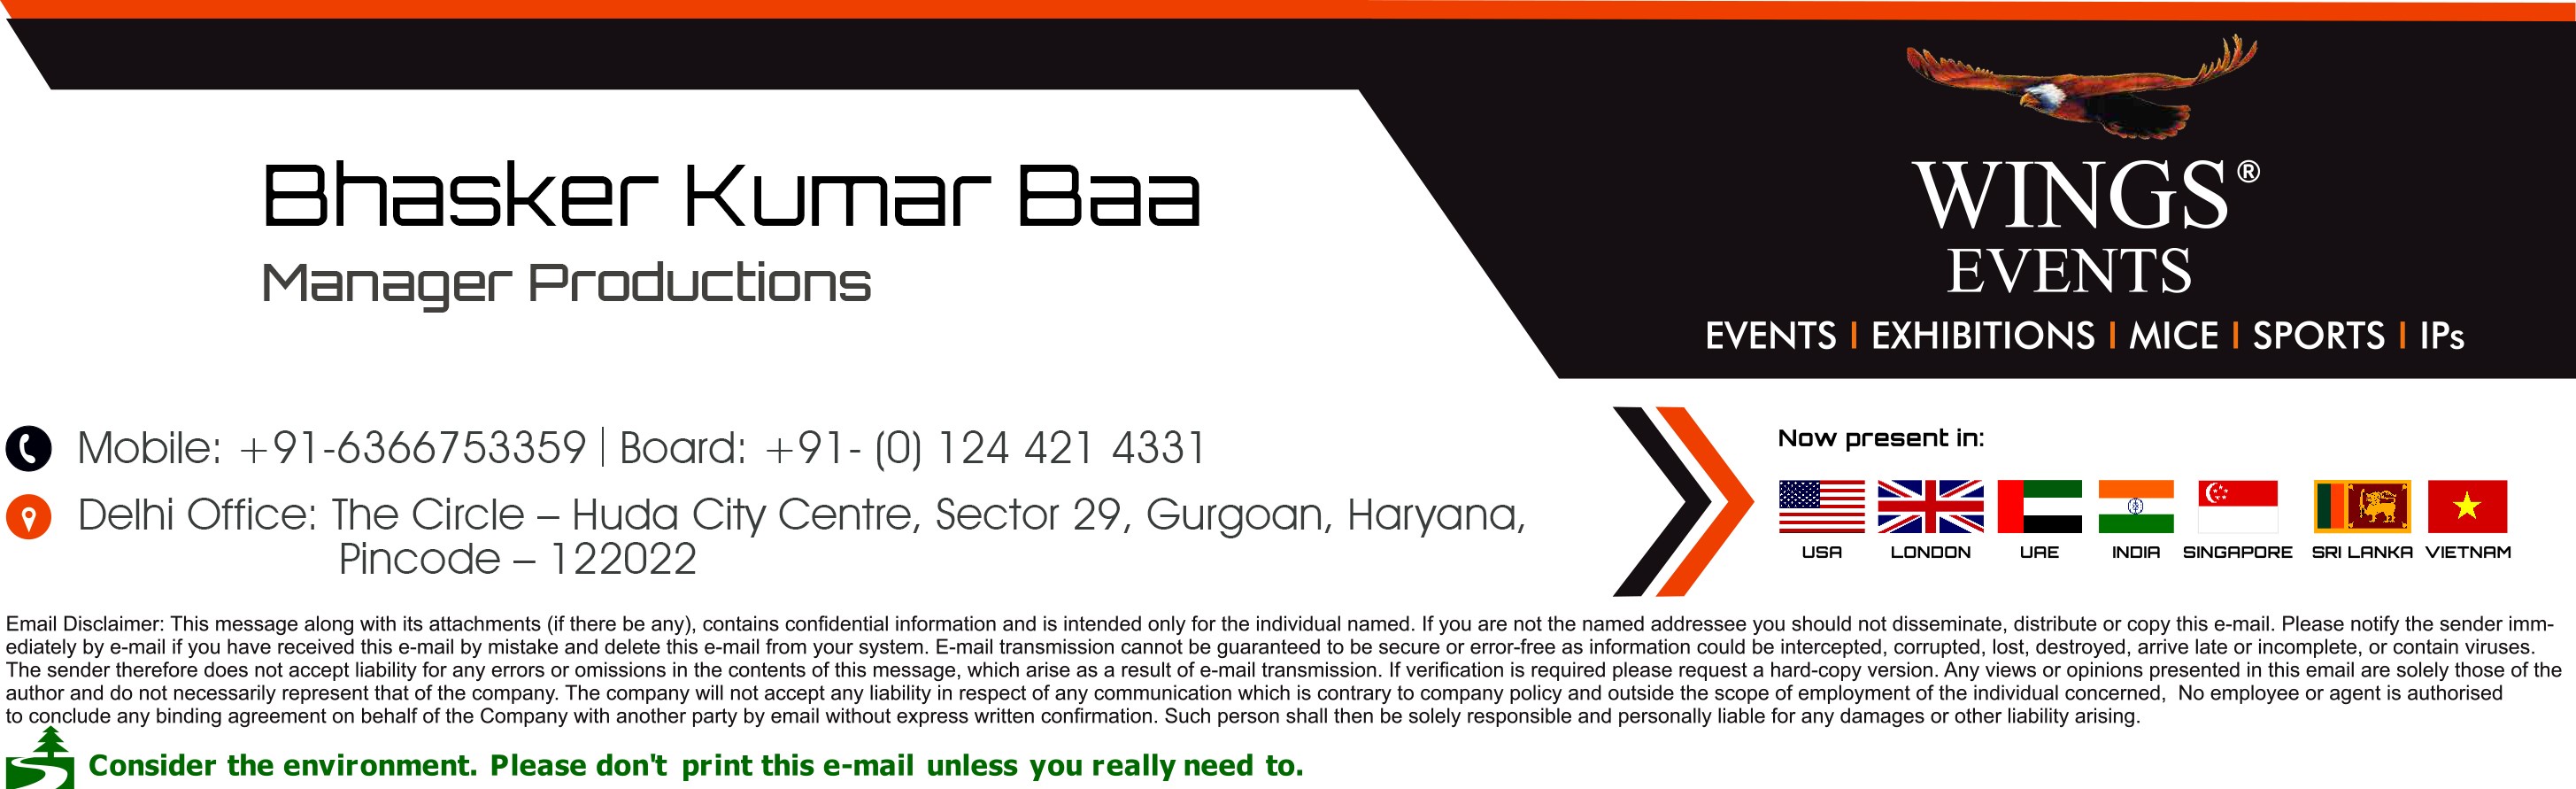 WINGS®
EVENTS
EVENTS | EXHIBITIONS | MICE | SPORTS | IPs
Bhasker Kumar Baa
Manager Productions
Mobile: +91-6366753359 | Board: +91- (0) 124 421 4331
Delhi Office: The Circle – Huda City Centre, Sector 29, Gurgoan, Haryana,
Pincode – 122022
Now present in:
USA LONDON UAE INDIA SINGAPORE SRI LANKA VIETNAM
Email Disclaimer: This message along with its attachments (if there be any), contains confidential information and is intended only for the individual named. If you are not the named addressee you should not disseminate, distribute or copy this e-mail. Please notify the sender imm-
ediately by e-mail if you have received this e-mail by mistake and delete this e-mail from your system. E-mail transmission cannot be guaranteed to be secure or error-free as information could be intercepted, corrupted, lost, destroyed, arrive late or incomplete, or contain viruses.
The sender therefore does not accept liability for any errors or omissions in the contents of this message, which arise as a result of e-mail transmission. If verification is required please request a hard-copy version. Any views or opinions presented in this email are solely those of the
author and do not necessarily represent that of the company. The company will not accept any liability in respect of any communication which is contrary to company policy and outside the scope of employment of the individual concerned, No employee or agent is authorised
to conclude any binding agreement on behalf of the Company with another party by email without express written confirmation. Such person shall then be solely responsible and personally liable for any damages or other liability arising.
Consider the environment. Please don't print this e-mail unless you really need to.